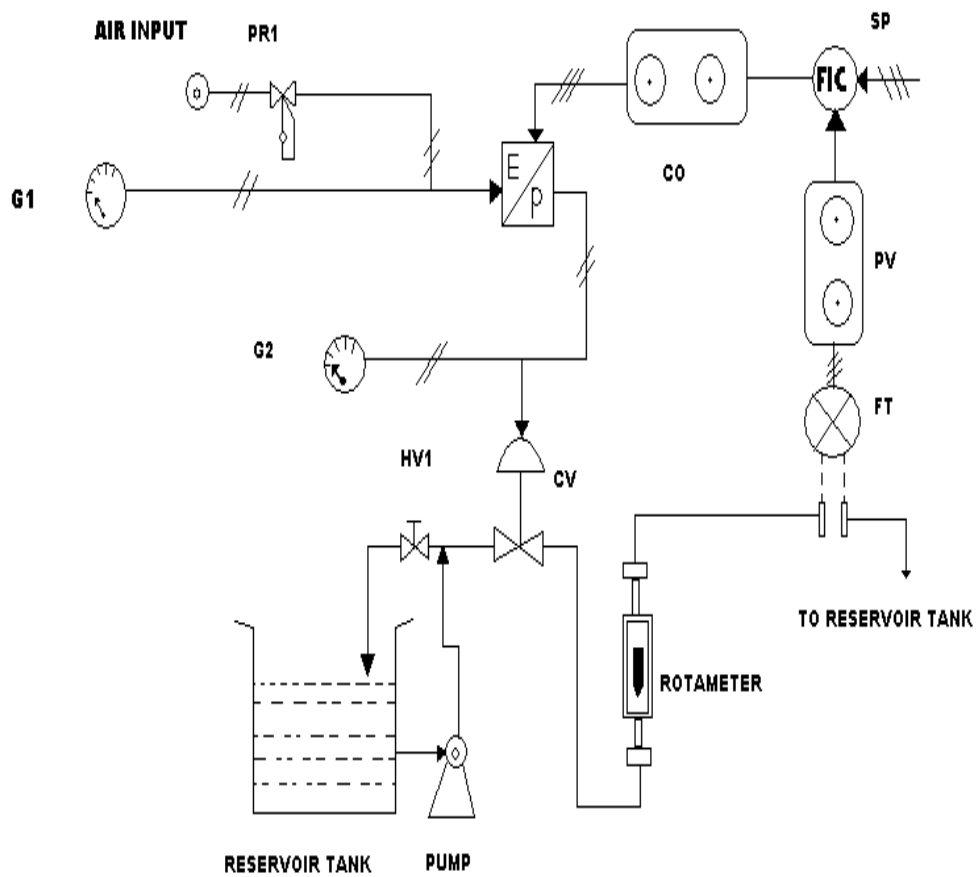 AIR INPUT
PR1
SP
FIC
CO
G1
E
P
PV
G2
FT
HV1
CV
TO RESERVOIR TANK
ROTAMETER
RESERVOIR TANK
PUMP